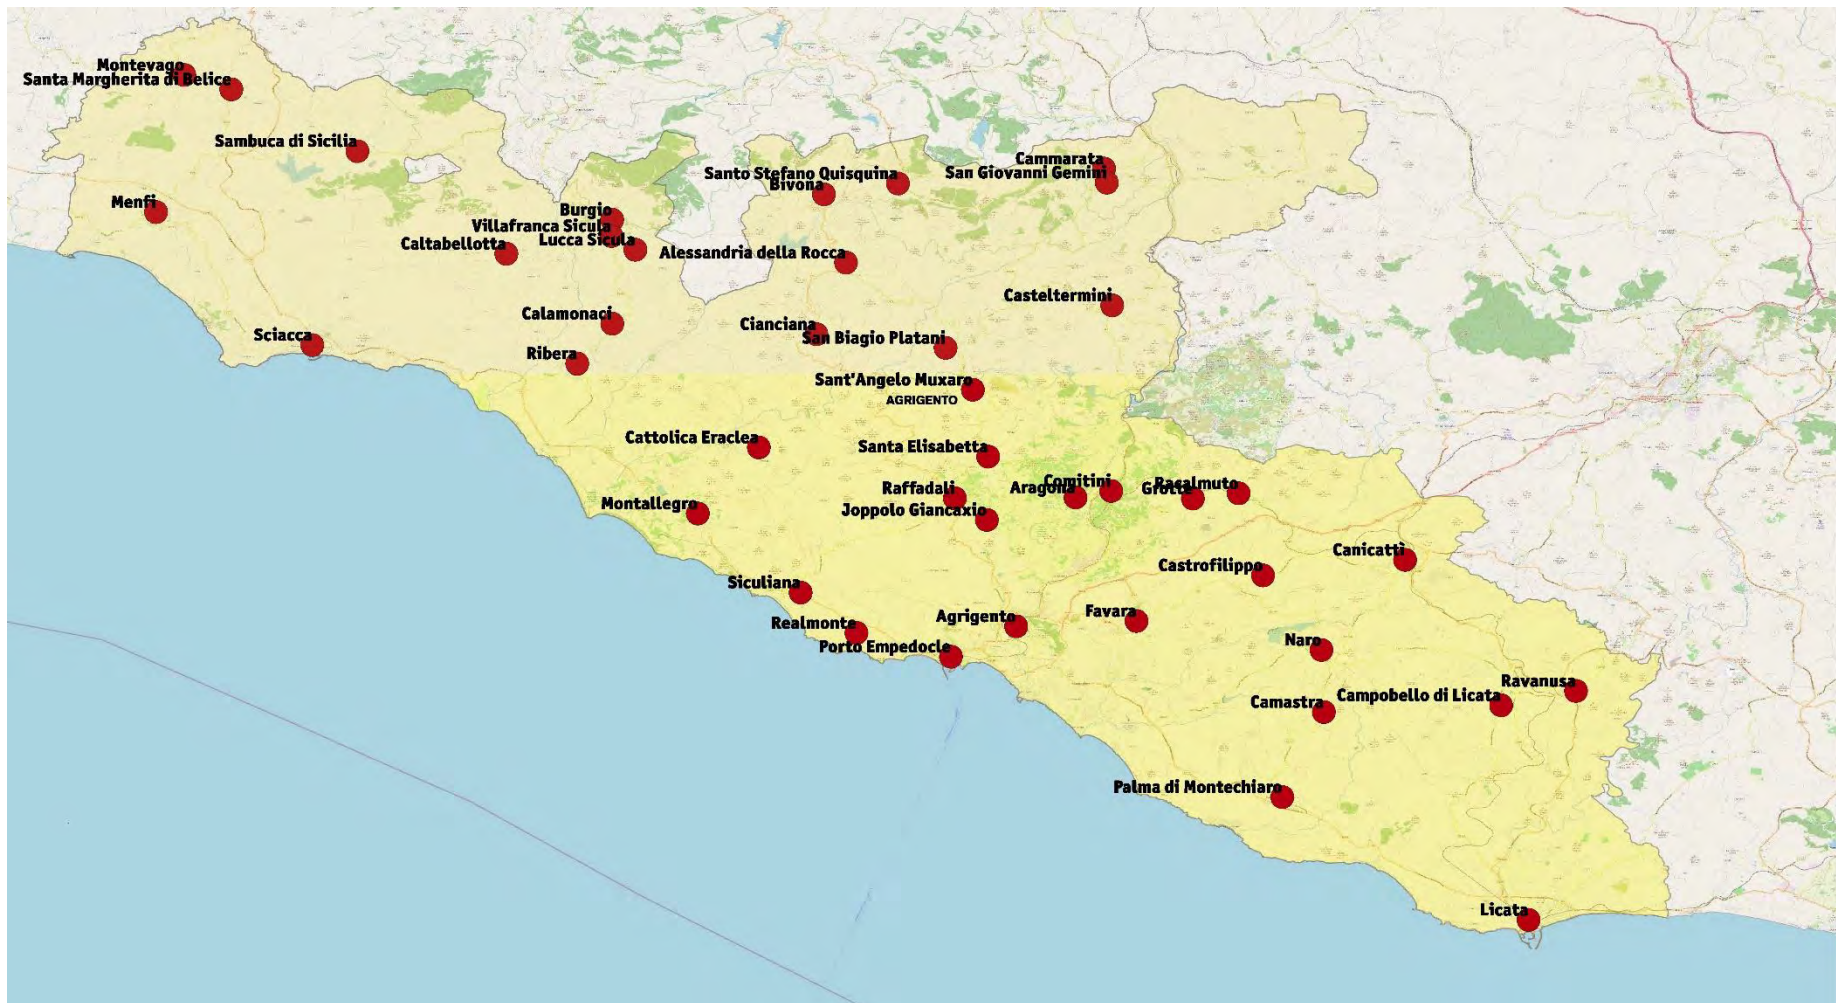 Montevago
Santa Margherita di Belice
Sambuca di Sicilia
Cammarata
Santo Stefano Quisquina
San Giovanni Gemini
Bivona
Menfi
Burgio
Villafranca Sicula
Lucca Sicula
Caltabellotta
Alessandria della Rocca
Casteltermini
Calamonaci
Cianciana
Sciacca
San Biagio Platani
Ribera
Sant'Angelo Muxaro
AGRIGENTO
Cattolica Eraclea
Santa Elisabetta
Comitini
Racalmuto
Raffadali
Aragona
Grotte
Montallegro
Joppolo Giancaxio
Canicattì
Castrofilippo
Siculiana
Favara
Agrigento
Realmonte
Naro
Porto Empedocle
Ravanusa
Campobello di Licata
Camastra
Palma di Montechiaro
Licata